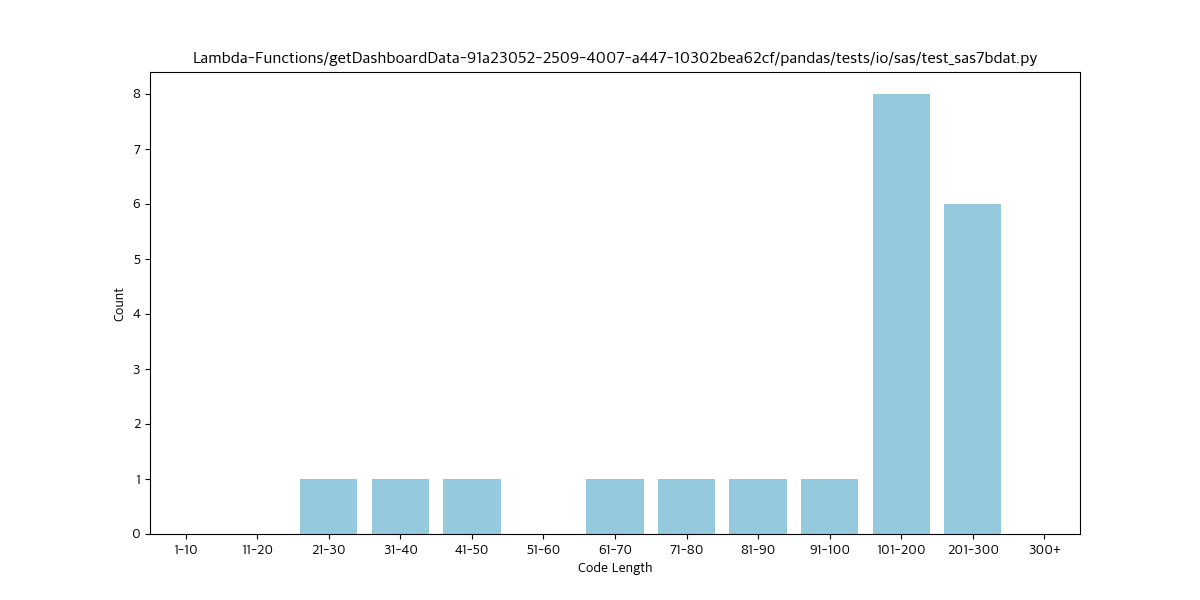 Lambda-Functions/getDashboardData-91a23052-2509-4007-a447-10302bea62cf/pandas/tests/io/sas/test_sas7bdat.py
8
7
6
5
4
3
2
1
0
Count
1-10 11-20 21-30 31-40 41-50 51-60 61-70 71-80 81-90 91-100 101-200 201-300 300+
Code Length